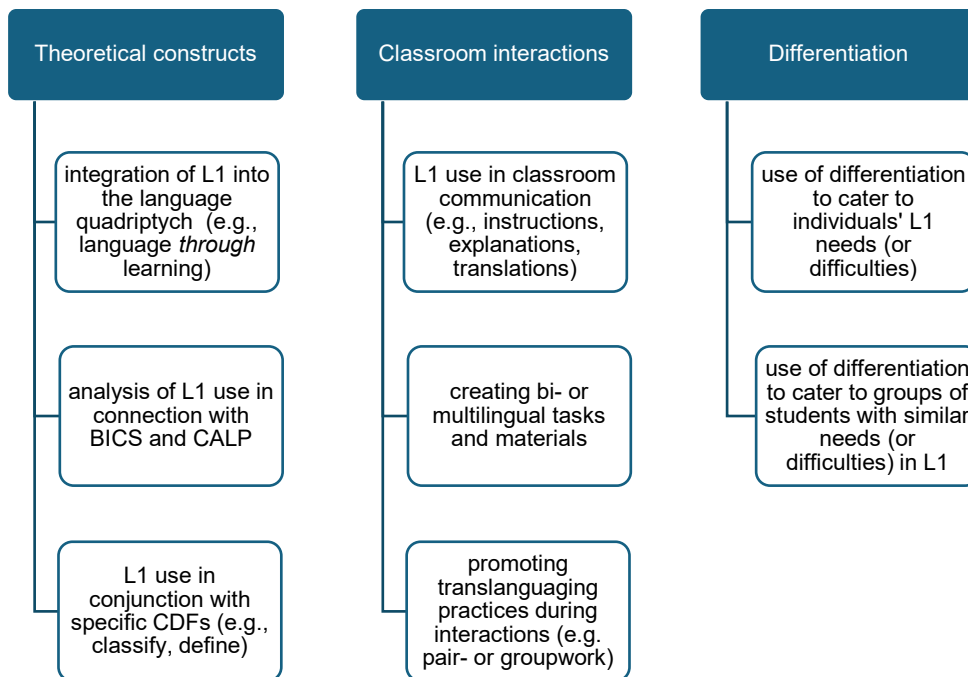 Theoretical constructs
integration of L1 into
the language
quadriptych (e.g.,
language through
learning)
analysis of L1 use in
connection with
BICS and CALP
L1 use in
conjunction with
specific CDFs (e.g.,
classify, define)
Classroom interactions
L1 use in classroom
communication
(e.g., instructions,
explanations,
translations)
creating bi- or
multilingual tasks
and materials
promoting
translanguaging
practices during
interactions (e.g.
pair- or groupwork)
Differentiation
use of differentiation
to cater to
individuals' L1
needs (or
difficulties)
use of differentiation
to cater to groups of
students with similar
needs (or
difficulties) in L1